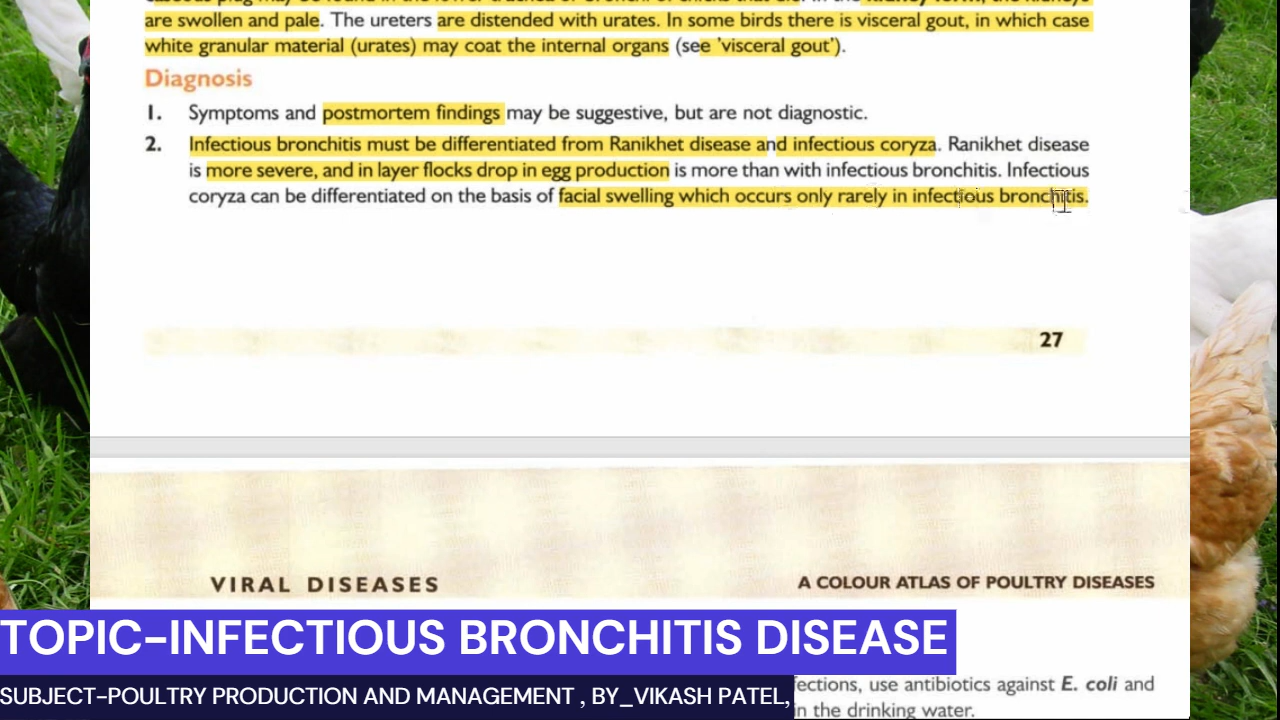 are swollen and pale. The ureters are distended with urates. In some birds there is visceral gout, in which case
white granular material (urates) may coat the internal organs (see 'visceral gout').
Diagnosis
1. Symptoms and postmortem findings may be suggestive, but are not diagnostic.
2. Infectious bronchitis must be differentiated from Ranikhet disease and infectious coryza. Ranikhet disease
is more severe, and in layer flocks drop in egg production is more than with infectious bronchitis. Infectious
coryza can be differentiated on the basis of facial swelling which occurs only rarely in infectious bronchitis.
27
VIRAL DISEASES
A COLOUR ATLAS OF POULTRY DISEASES
TOPIC-INFECTIOUS BRONCHITIS DISEASE
SUBJECT-POULTRY PRODUCTION AND MANAGEMENT , BY_VIKASH PATEL,
use antibiotics against E. coli and
in the drinking water.